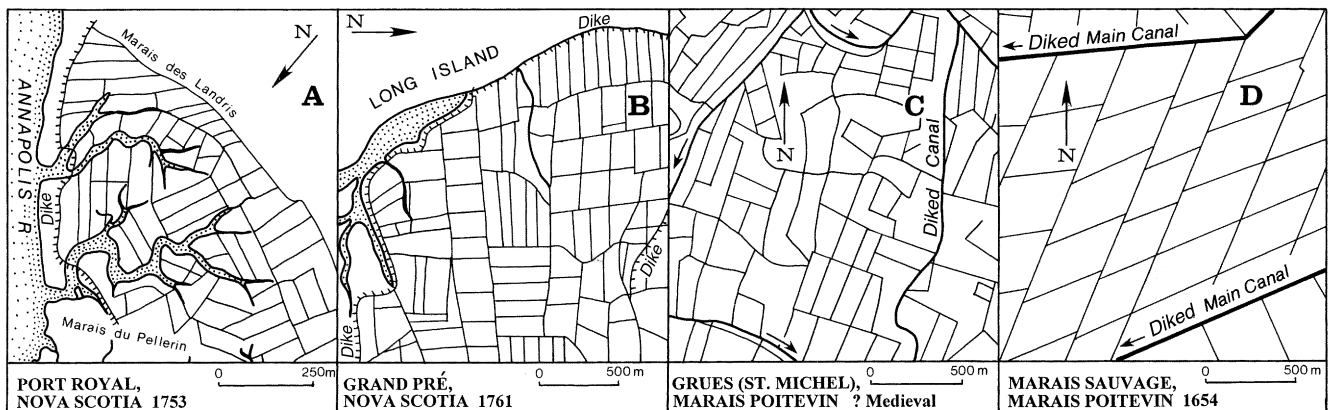 ANNAPOLIS R.
Marais des Landris
N
A
Dike
Marais du Pellerin
PORT ROYAL,
NOVA SCOTIA 1753
0 250m
N
Dike
LONG ISLAND
B
Dike
Dike
GRAND PRÉ,
NOVA SCOTIA 1761
0 500 m
C
N
Diked Canal
GRUES (ST. MICHEL),
MARAIS POITEVIN ? Medieval
0 500 m
Diked Main Canal
D
N
Diked Main Canal
MARAIS SAUVAGE,
MARAIS POITEVIN 1654
0 500 m